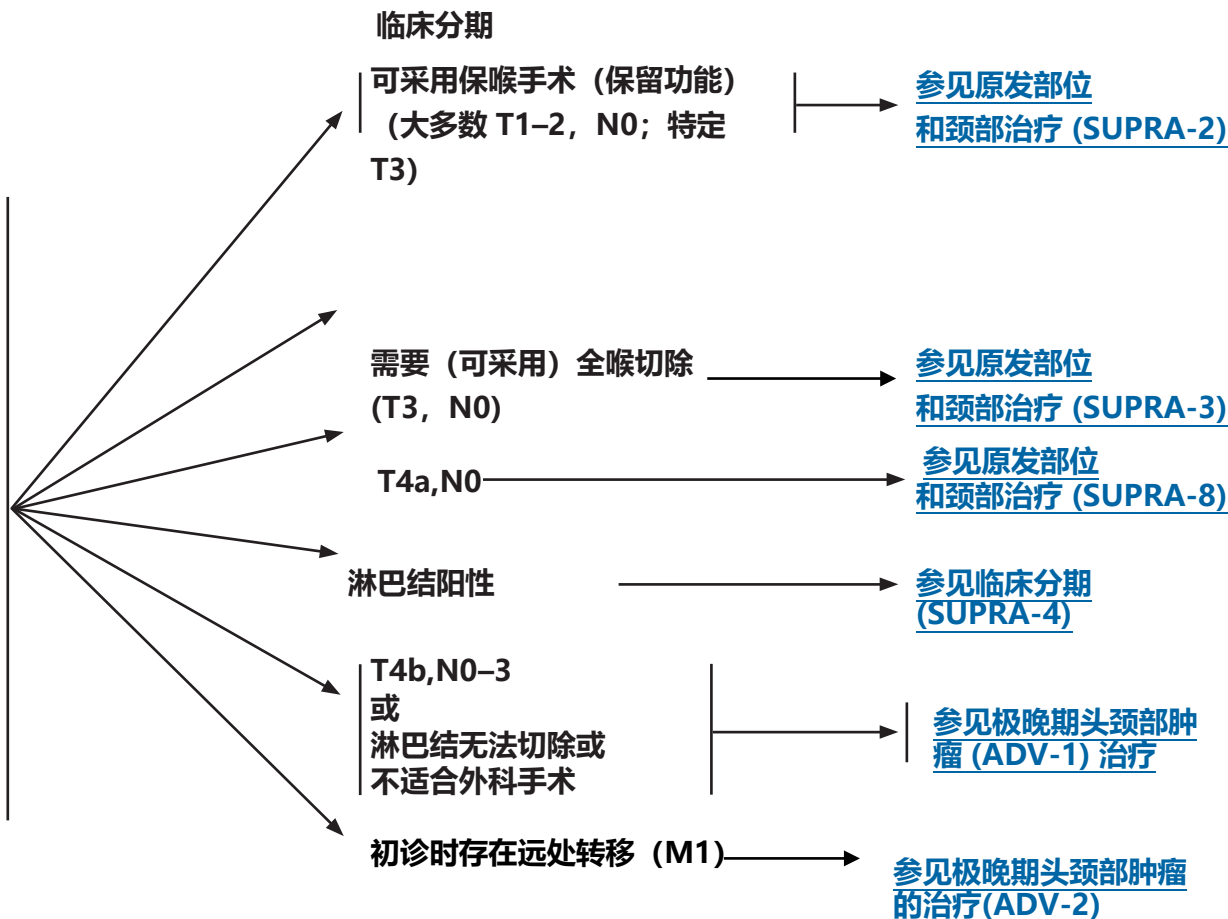 临床分期
可采用保喉手术（保留功能）
（大多数 T1–2，N0；特定
T3）
参见原发部位
和颈部治疗 (SUPRA-2)
需要（可采用）全喉切除
(T3，N0)
参见原发部位
和颈部治疗 (SUPRA-3)
T4a,N0
参见原发部位
和颈部治疗 (SUPRA-8)
淋巴结阳性
参见临床分期
(SUPRA-4)
T4b,N0–3
或
淋巴结无法切除或
不适合外科手术
参见极晚期头颈部肿
瘤 (ADV-1) 治疗
初诊时存在远处转移（M1）
参见极晚期头颈部肿瘤
的治疗(ADV-2)